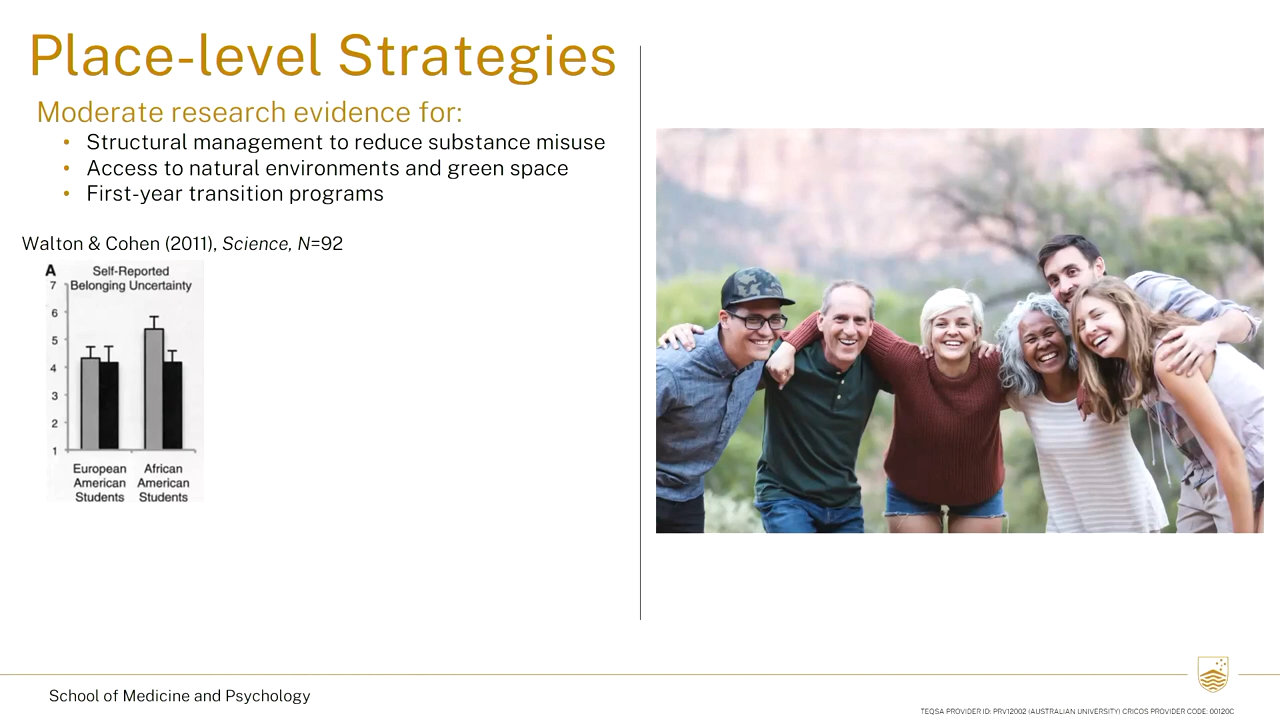 Place-level Strategies
Moderate research evidence for:
• Structural management to reduce substance misuse
• Access to natural environments and green space
• First-year transition programs
Walton & Cohen (2011), Science, N=92
A Self-Reported
Belonging Uncertainty
7
6
5
4
3
2
1
European American Students
African American Students
School of Medicine and Psychology
TEQSA PROVIDER ID: PRV12002 (AUSTRALIAN UNIVERSITY) CRICOS PROVIDER CODE: 00120C